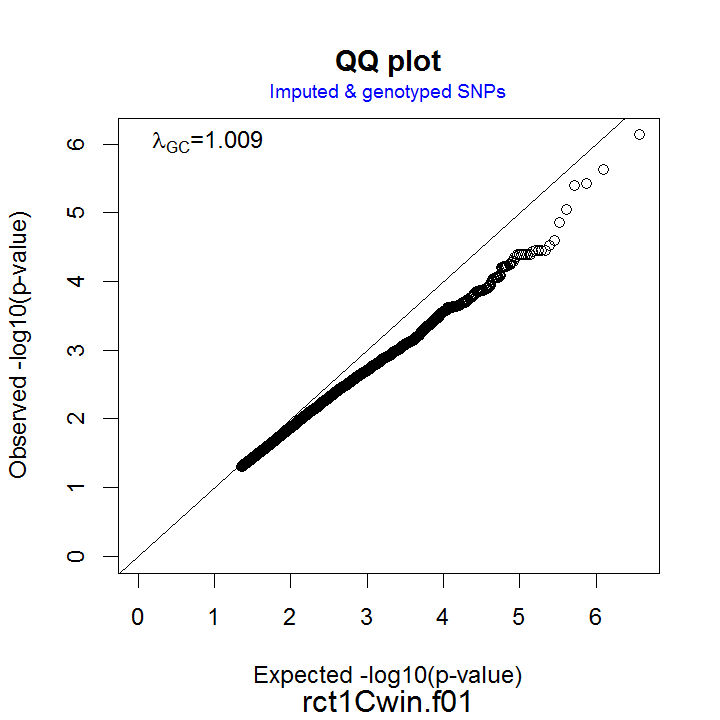 QQ plot
Imputed & genotyped SNPs
λGC=1.009
Observed -log10(p-value)
6
5
4
3
2
1
0
0 1 2 3 4 5 6
Expected -log10(p-value)
rct1Cwin.f01